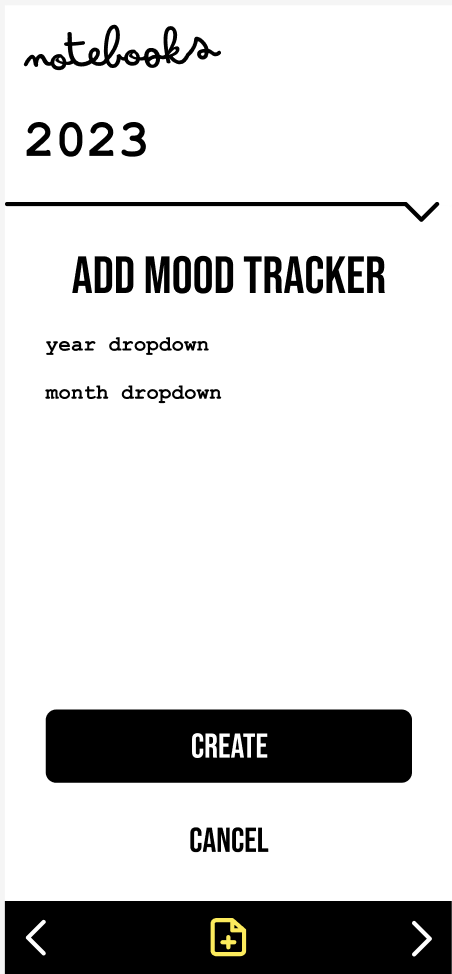 notebooks
2023
ADD MOOD TRACKER
year dropdown
month dropdown
CREATE
CANCEL